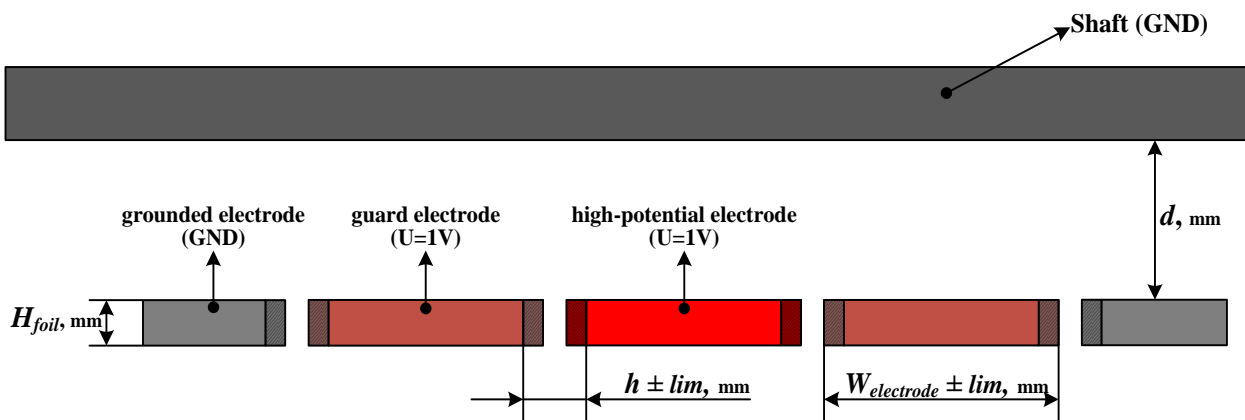 Shaft (GND)
grounded electrode
(GND)
guard electrode
(U=1V)
high-potential electrode
(U=1V)
d, mm
H_foil, mm
h ± lim, mm
W_electrode ± lim, mm